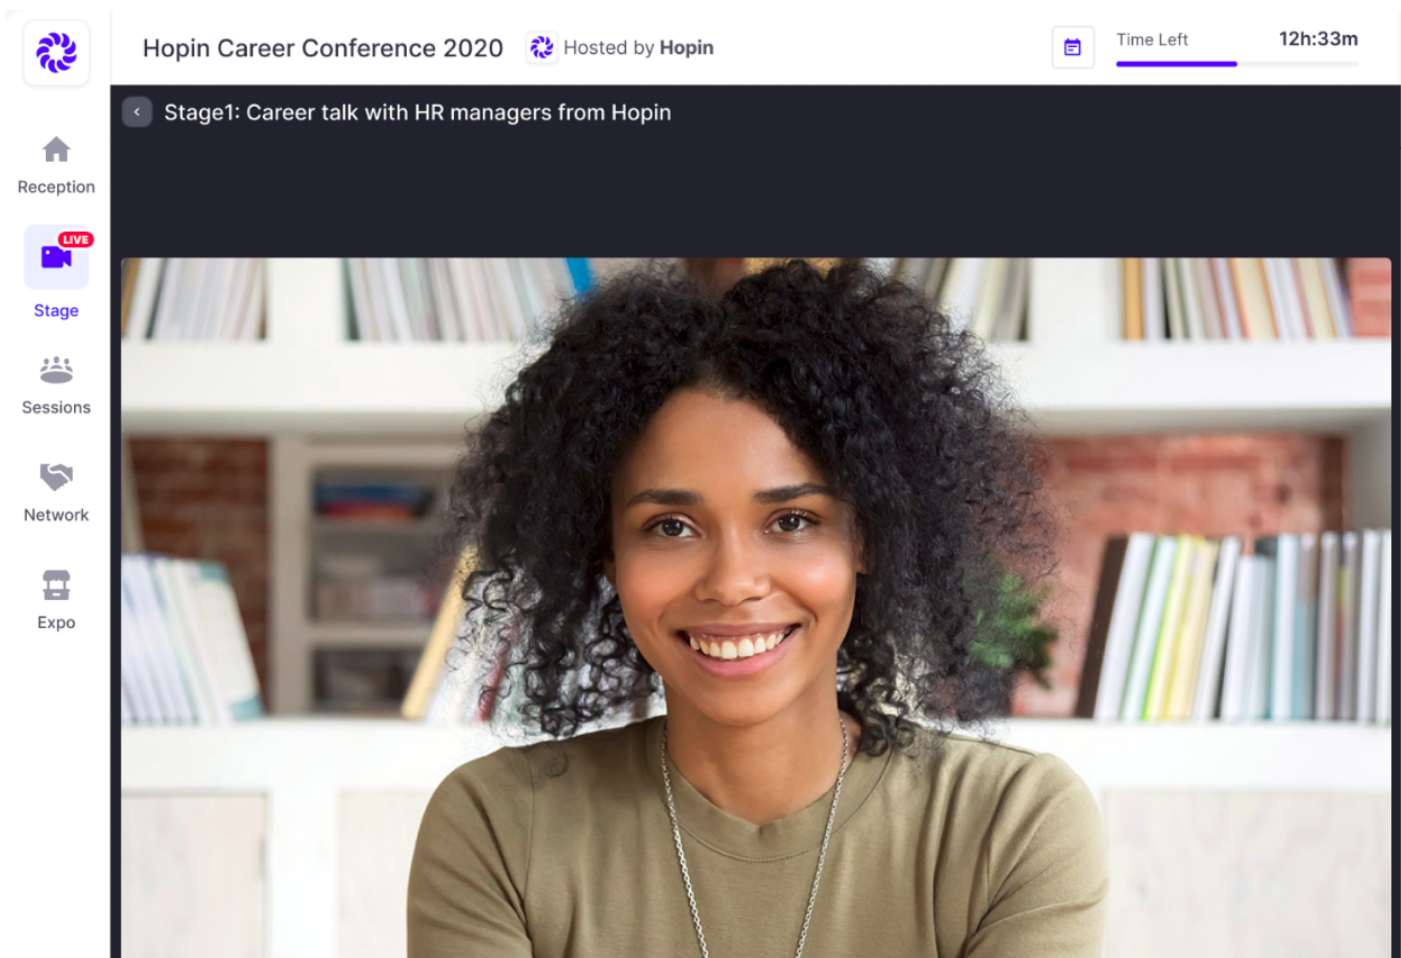 Hopin Career Conference 2020
Hosted by Hopin
Time Left 12h:33m
Stage1: Career talk with HR managers from Hopin
Reception
LIVE
Stage
Sessions
Network
Expo